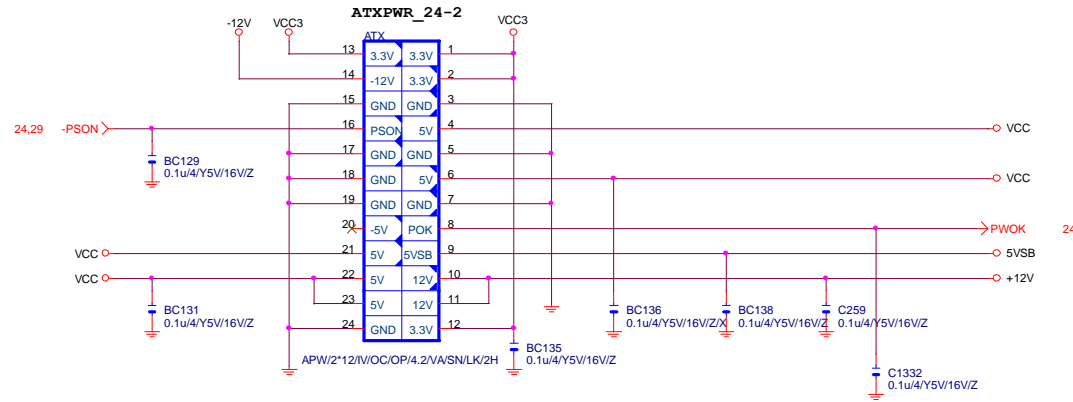 ATXPWR_24-2
-12V VCC3 VCC3
ATX
13 3.3V 3.3V 1
14 -12V 3.3V 2
15 GND GND 3
24,29 -PSON 16 PSON 5V 4 VCC
17 GND GND 5
BC129
0.1u/4/Y5V/16V/Z
18 GND 5V 6 VCC
19 GND GND 7
20 -5V POK 8 PWOK 24
VCC 21 5V 5VSB 9 5VSB
VCC 22 5V 12V 10 +12V
23 5V 12V 11
BC131
0.1u/4/Y5V/16V/Z
BC136
0.1u/4/Y5V/16V/Z/X
BC138
0.1u/4/Y5V/16V/Z
C259
0.1u/4/Y5V/16V/Z
24 GND 3.3V 12
BC135
0.1u/4/Y5V/16V/Z
APW/2*12/IV/OC/OP/4.2/VA/SN/LK/2H
C1332
0.1u/4/Y5V/16V/Z